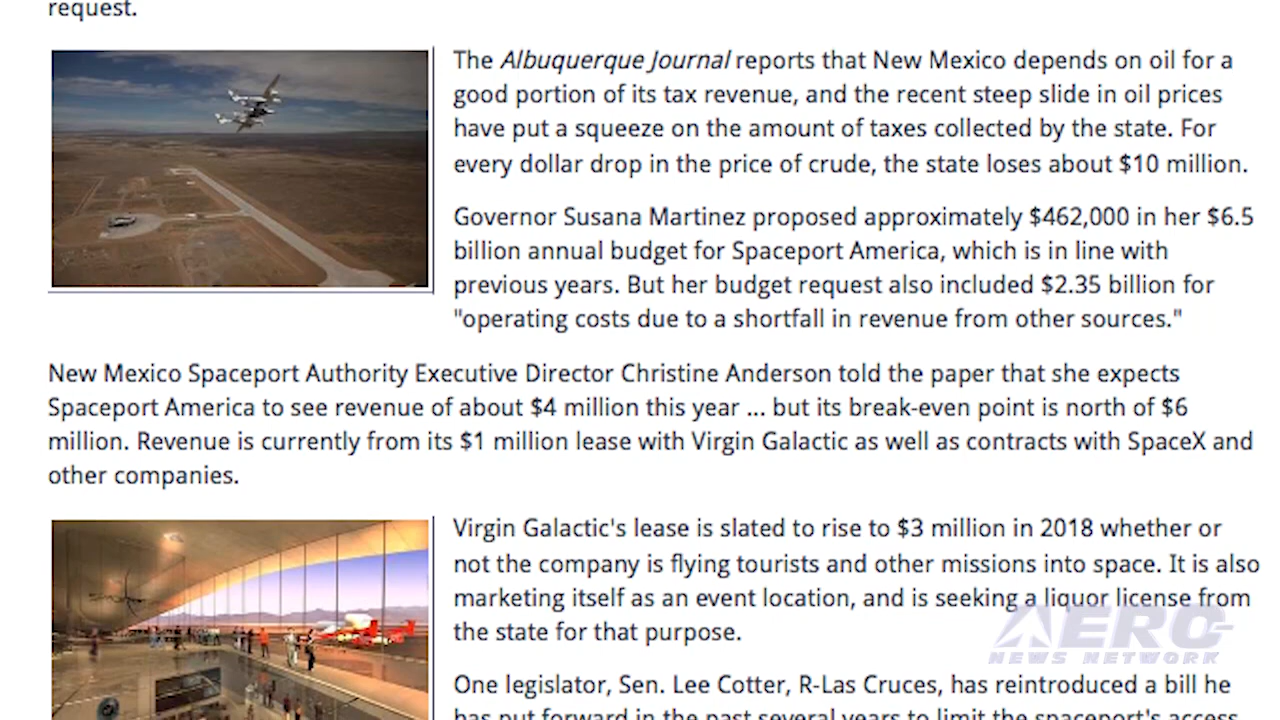 request.
The Albuquerque Journal reports that New Mexico depends on oil for a
good portion of its tax revenue, and the recent steep slide in oil prices
have put a squeeze on the amount of taxes collected by the state. For
every dollar drop in the price of crude, the state loses about $10 million.
Governor Susana Martinez proposed approximately $462,000 in her $6.5
billion annual budget for Spaceport America, which is in line with
previous years. But her budget request also included $2.35 billion for
"operating costs due to a shortfall in revenue from other sources."
New Mexico Spaceport Authority Executive Director Christine Anderson told the paper that she expects
Spaceport America to see revenue of about $4 million this year ... but its break-even point is north of $6
million. Revenue is currently from its $1 million lease with Virgin Galactic as well as contracts with SpaceX and
other companies.
Virgin Galactic's lease is slated to rise to $3 million in 2018 whether or
not the company is flying tourists and other missions into space. It is also
marketing itself as an event location, and is seeking a liquor license from
the state for that purpose.
AERO
NEWS NETWORK
One legislator, Sen. Lee Cotter, R-Las Cruces, has reintroduced a bill he
has put forward in the past several years to limit the spaceport's access